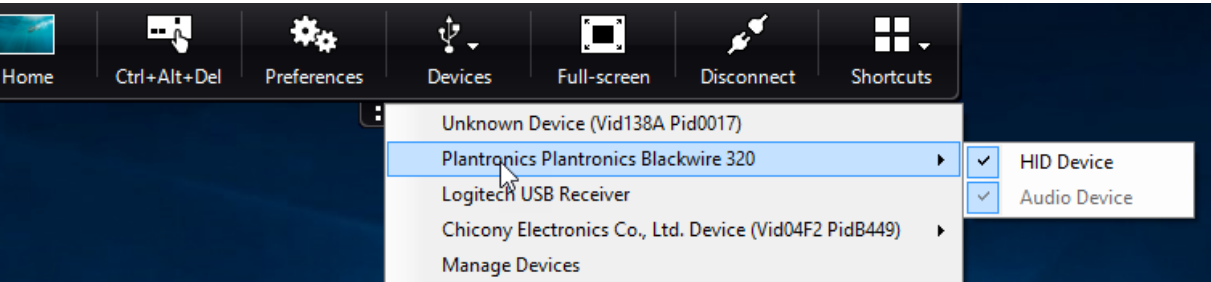 Home
Ctrl+Alt+Del
Preferences
Devices
Full-screen
Disconnect
Shortcuts
Unknown Device (Vid138A Pid0017)
Plantronics Plantronics Blackwire 320
HID Device
Logitech USB Receiver
Audio Device
Chicony Electronics Co., Ltd. Device (Vid04F2 PidB449)
Manage Devices